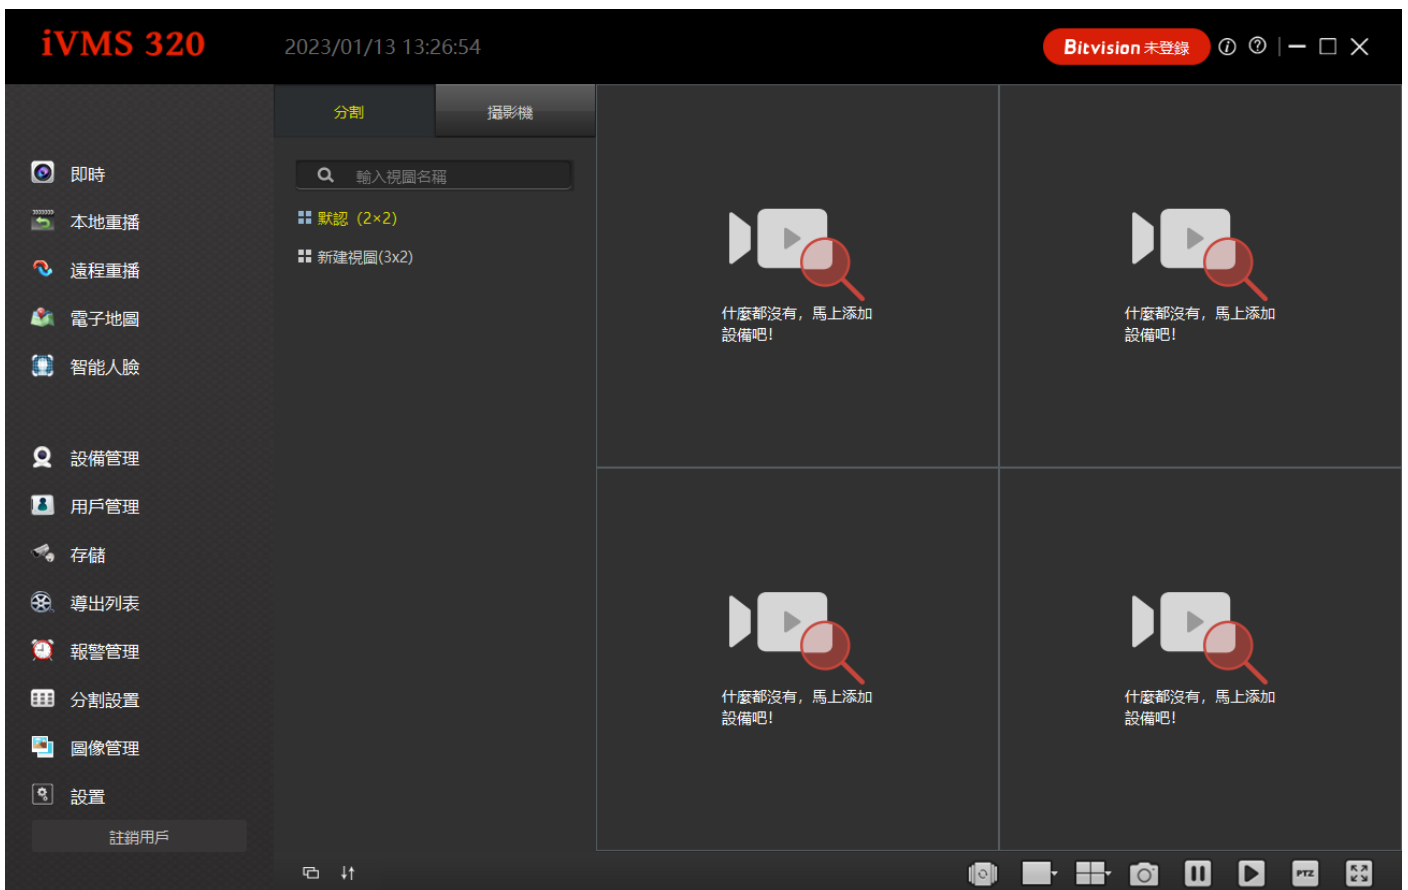 iVMS 320
2023/01/13 13:26:54
Bitvision 未登錄
分割
攝影機
輸入視圖名稱
默認（2×2）
新建視圖(3x2)
即時
本地重播
遠程重播
電子地圖
智能人臉
設備管理
用戶管理
存儲
導出列表
報警管理
分割設置
圖像管理
設置
註銷用戶
什麼都沒有，馬上添加
設備吧！
什麼都沒有，馬上添加
設備吧！
什麼都沒有，馬上添加
設備吧！
什麼都沒有，馬上添加
設備吧！
PTZ